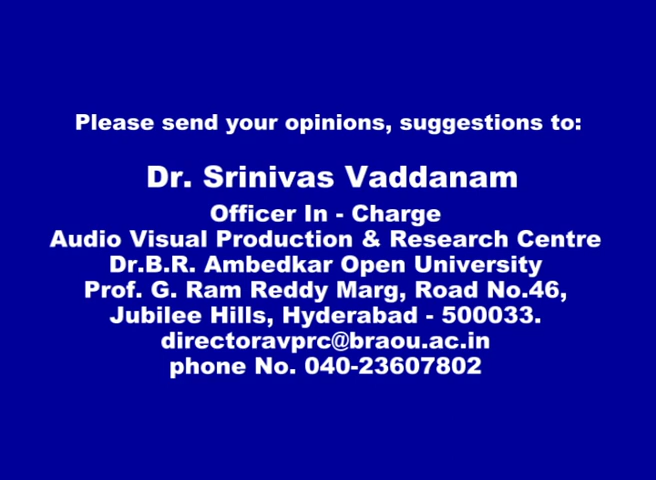 Please send your opinions, suggestions to:
Dr. Srinivas Vaddanam
Officer In - Charge
Audio Visual Production & Research Centre
Dr.B.R. Ambedkar Open University
Prof. G. Ram Reddy Marg, Road No.46,
Jubilee Hills, Hyderabad - 500033.
directoravprc@braou.ac.in
phone No. 040-23607802